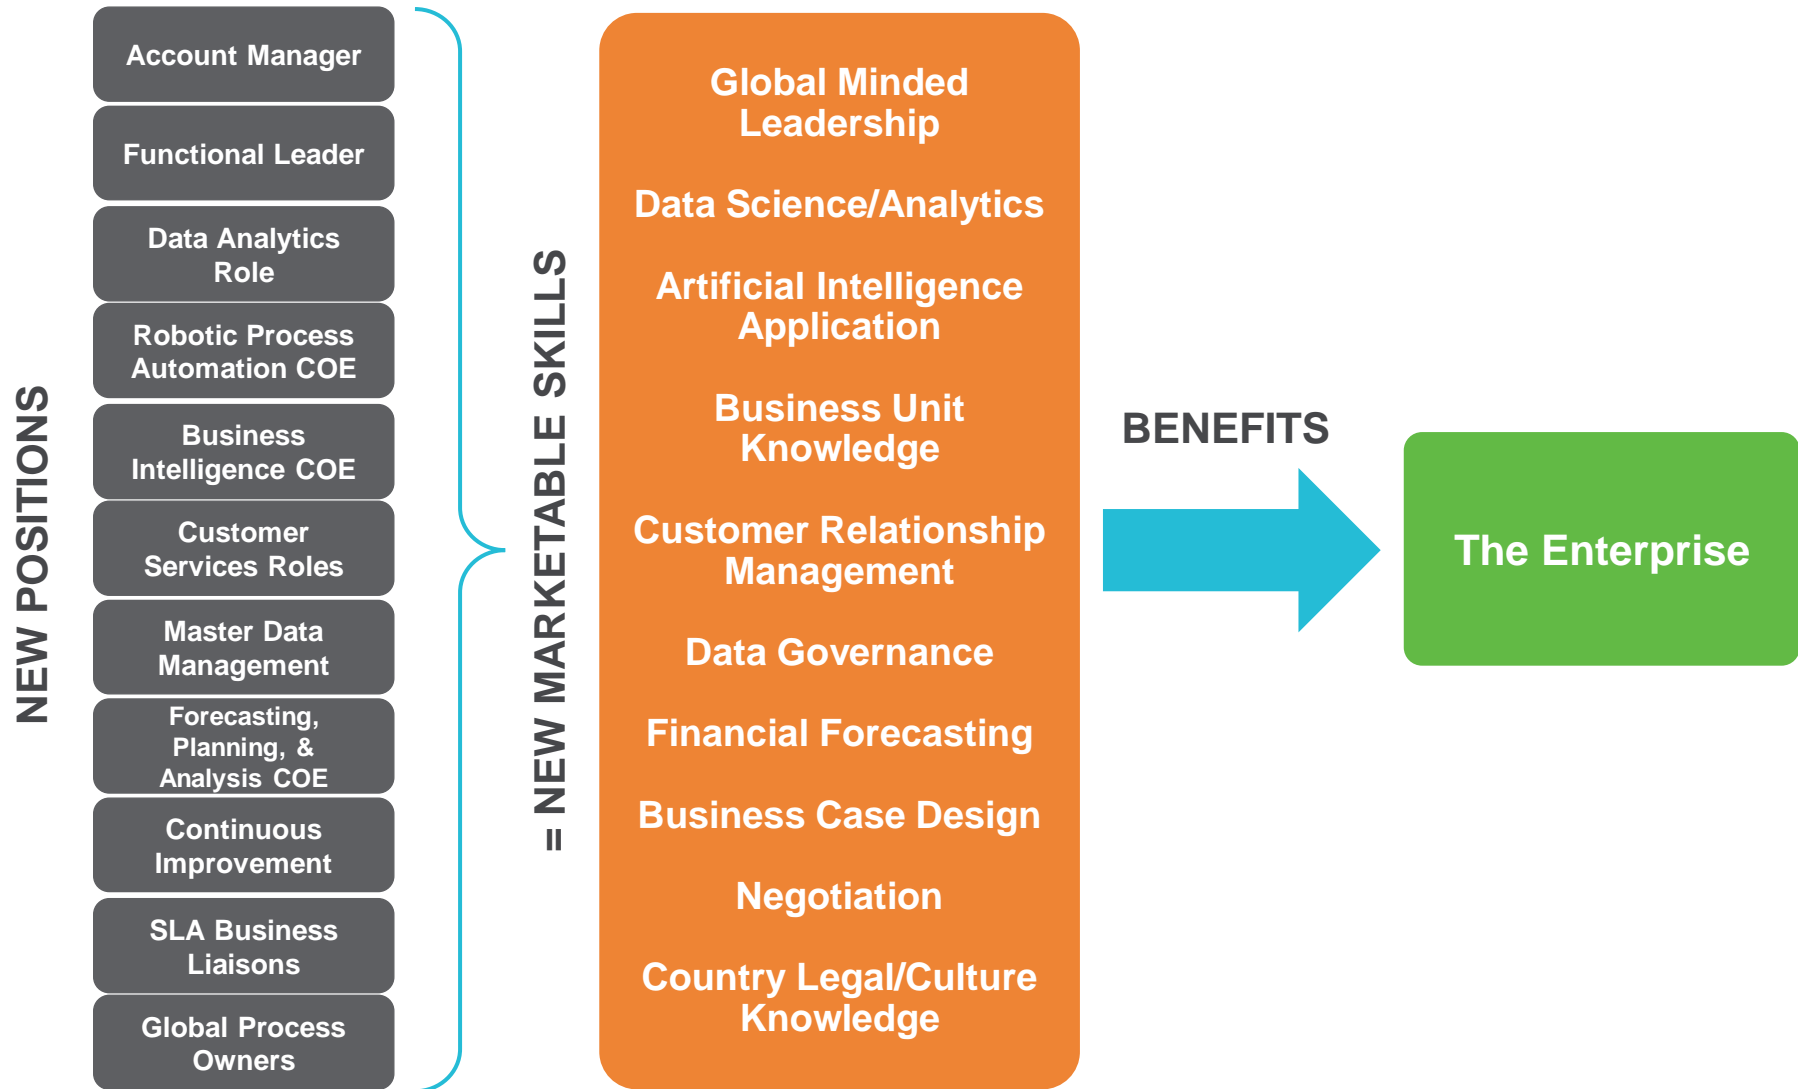 NEW POSITIONS
Account Manager
Functional Leader
Data Analytics
Role
Robotic Process
Automation COE
Business
Intelligence COE
Customer
Services Roles
Master Data
Management
Forecasting,
Planning, &
Analysis COE
Continuous
Improvement
SLA Business
Liaisons
Global Process
Owners
= NEW MARKETABLE SKILLS
Global Minded
Leadership
Data Science/Analytics
Artificial Intelligence
Application
Business Unit
Knowledge
Customer Relationship
Management
Data Governance
Financial Forecasting
Business Case Design
Negotiation
Country Legal/Culture
Knowledge
BENEFITS
The Enterprise